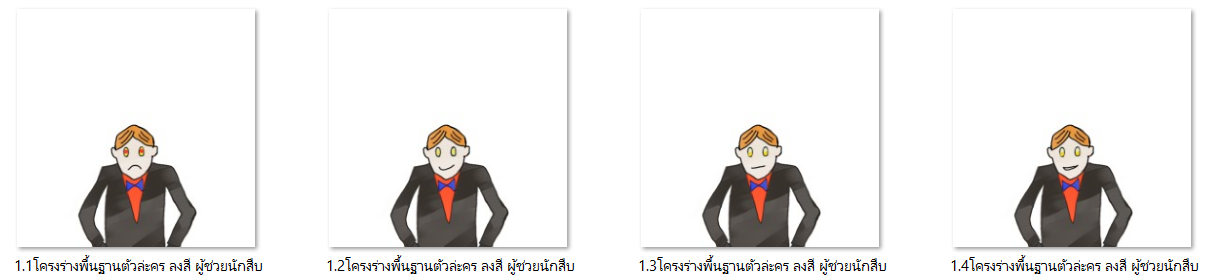 1.1โครงร่างพื้นฐานตัวล่ะคร ลงสี ผู้ช่วยนักสืบ
1.2โครงร่างพื้นฐานตัวล่ะคร ลงสี ผู้ช่วยนักสืบ
1.3โครงร่างพื้นฐานตัวล่ะคร ลงสี ผู้ช่วยนักสืบ
1.4โครงร่างพื้นฐานตัวล่ะคร ลงสี ผู้ช่วยนักสืบ